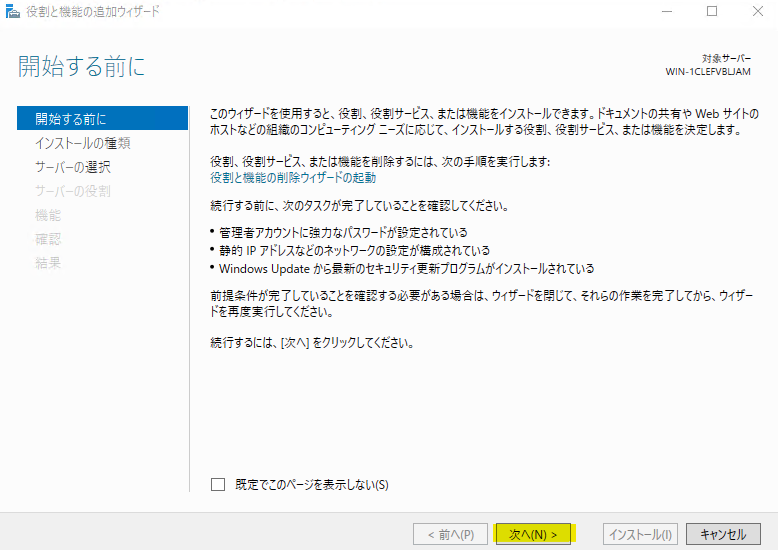 役割と機能の追加ウィザード
開始する前に
対象サーバー
WIN-1CLEFVBLJAM
開始する前に
インストールの種類
サーバーの選択
サーバーの役割
機能
確認
結果
このウィザードを使用すると、役割、役割サービス、または機能をインストールできます。ドキュメントの共有や Web サイトの
ホストなどの組織のコンピューティング ニーズに応じて、インストールする役割、役割サービス、または機能を決定します。
役割、役割サービス、または機能を削除するには、次の手順を実行します:
役割と機能の削除ウィザードの起動
続行する前に、次のタスクが完了していることを確認してください。
• 管理者アカウントに強力なパスワードが設定されている
• 静的 IP アドレスなどのネットワークの設定が構成されている
• Windows Update から最新のセキュリティ更新プログラムがインストールされている
前提条件が完了していることを確認する必要がある場合は、ウィザードを閉じて、それらの作業を完了してから、ウィザー
ドを再度実行してください。
続行するには、[次へ] をクリックしてください。
既定でこのページを表示しない(S)
< 前へ(P)
次へ(N) >
インストール(I)
キャンセル